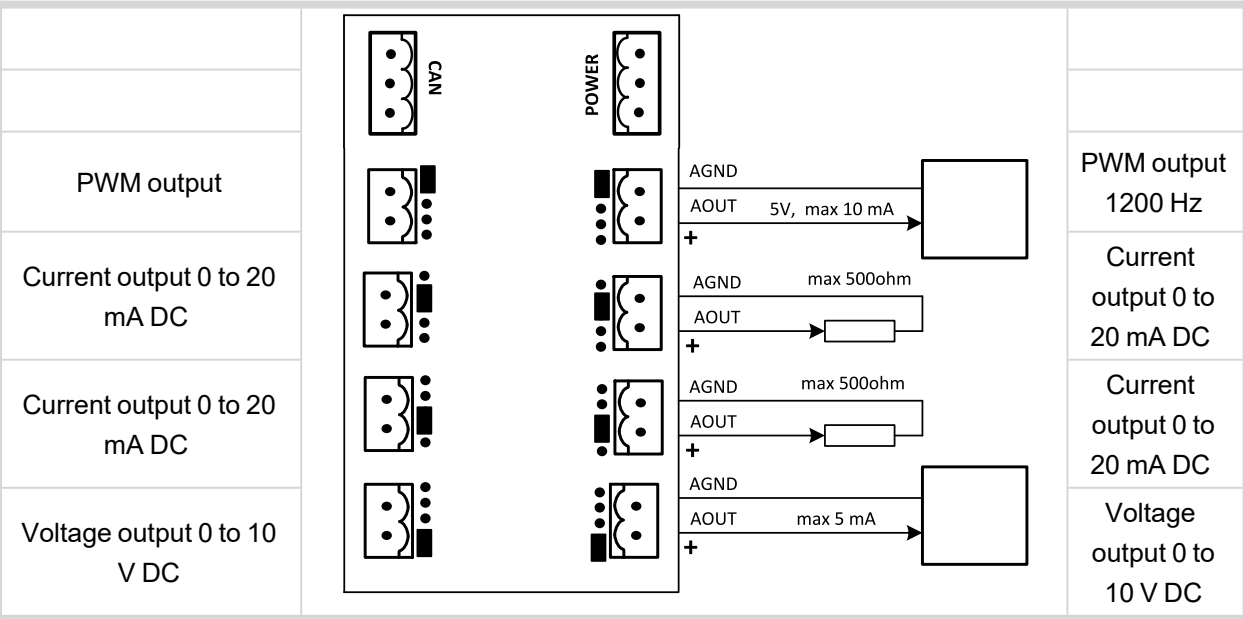 CAN
POWER
PWM output
AGND
AOUT
5V, max 10 mA
+
PWM output
1200 Hz
Current output 0 to 20
mA DC
AGND
max 500ohm
AOUT
+
Current
output 0 to
20 mA DC
Current output 0 to 20
mA DC
AGND
max 500ohm
AOUT
+
Current
output 0 to
20 mA DC
Voltage output 0 to 10
V DC
AGND
AOUT
max 5 mA
+
Voltage
output 0 to
10 V DC